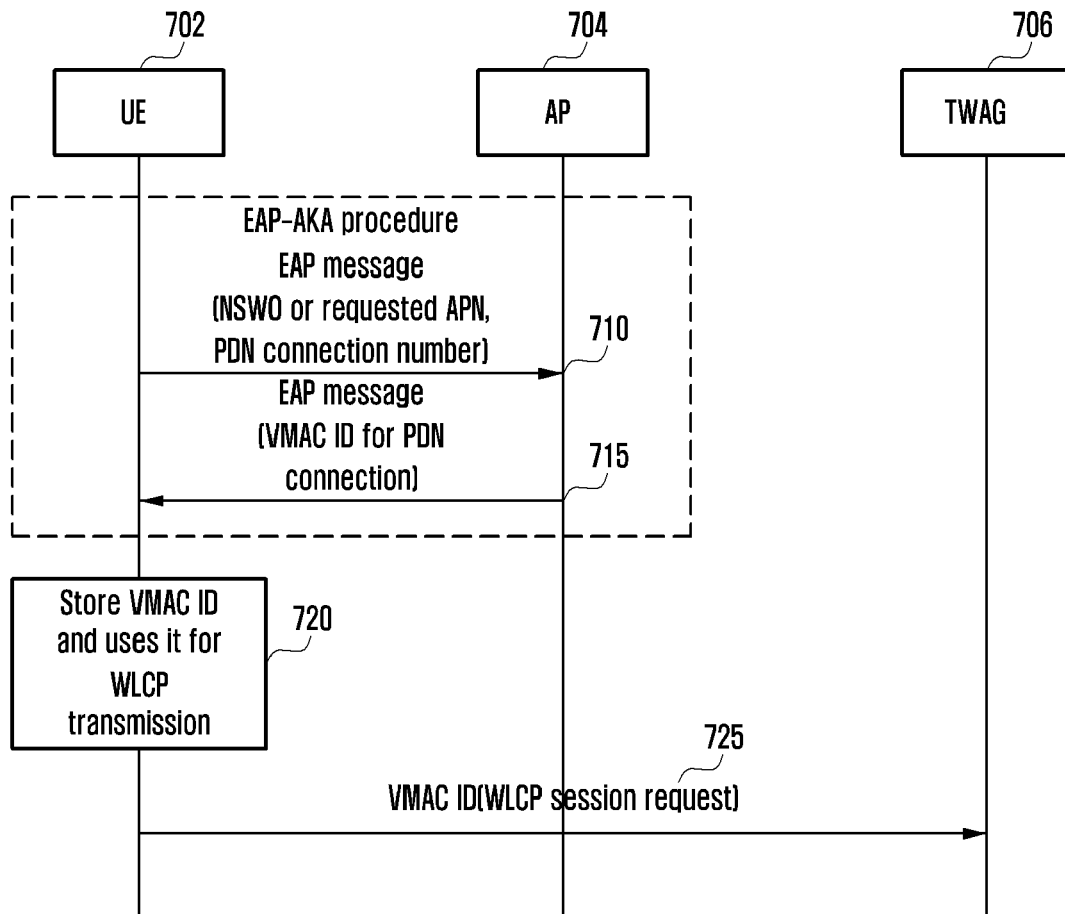 702
704
706
UE
AP
TWAG
EAP-AKA procedure
EAP message
(NSWO or requested APN,
PDN connection number)
710
EAP message
(VMAC ID for PDN
connection)
715
Store VMAC ID
and uses it for
WLCP
transmission
720
725
VMAC ID(WLCP session request)